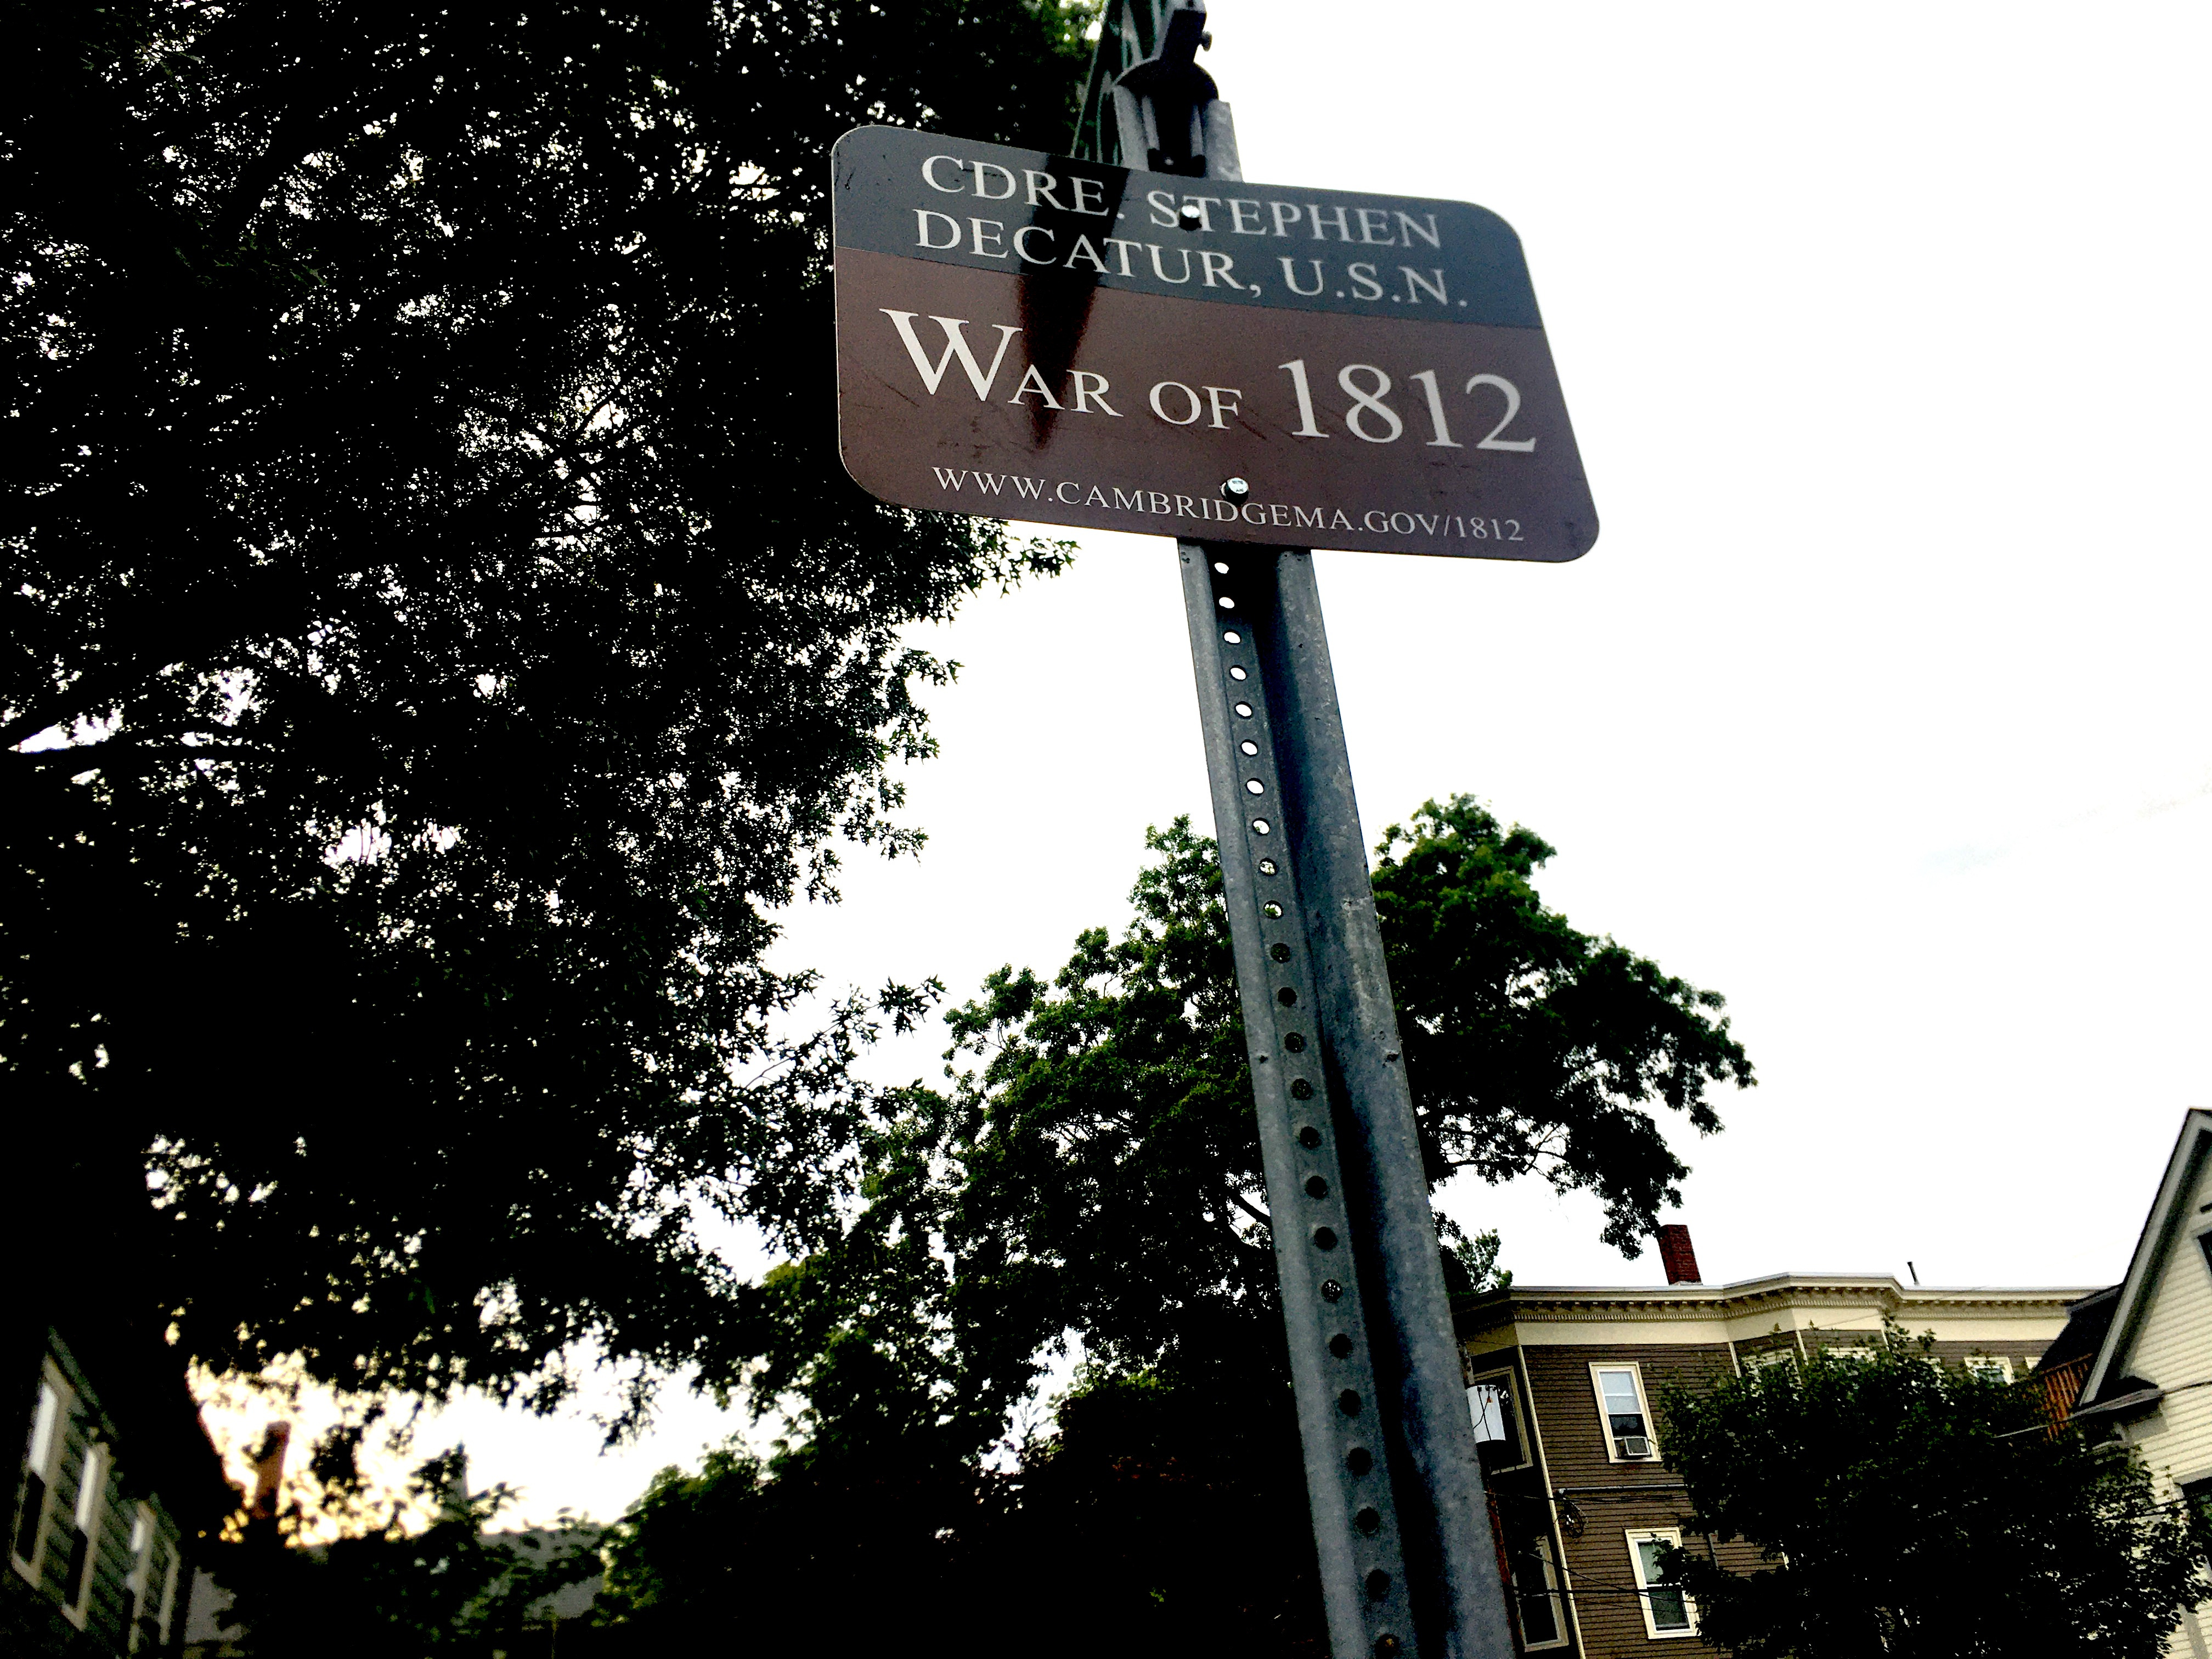 CDRE. STEPHEN
DECATUR, U.S.N.
WAR OF 1812
WWW.CAMBRIDGEMA.GOV/1812